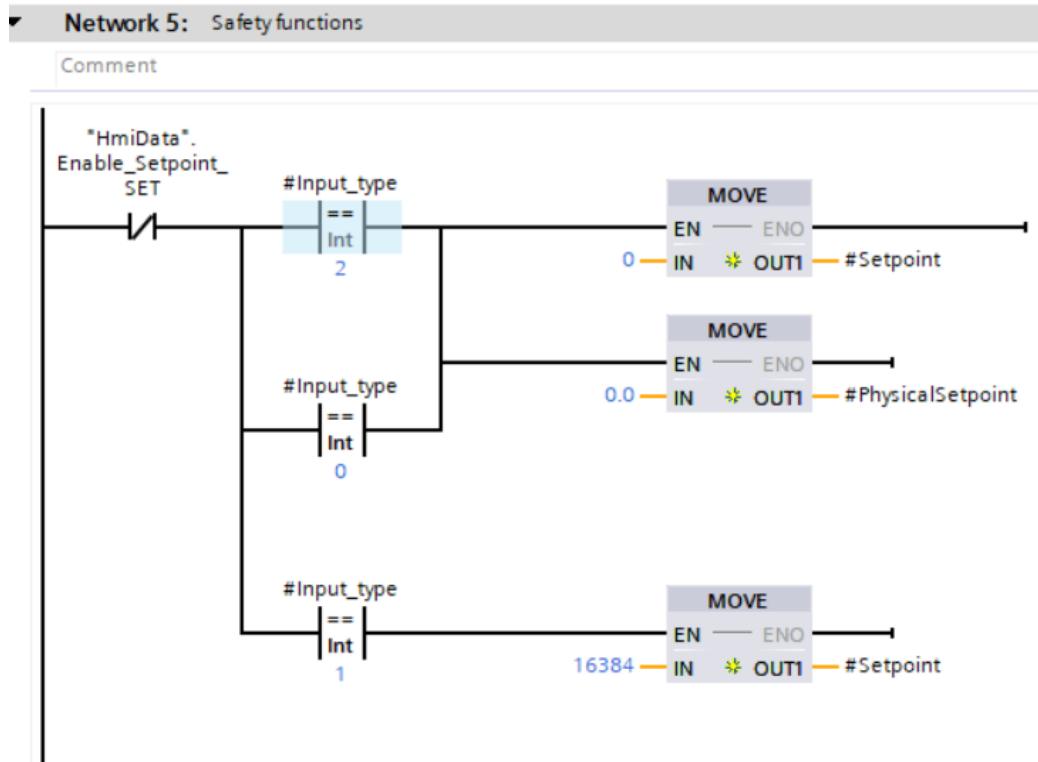 Network 5: Safety functions
Comment
"HmiData".
Enable_Setpoint_
SET
#Input_type
==
Int
2
MOVE
EN ENO
0 IN OUT1 #Setpoint
MOVE
EN ENO
0.0 IN OUT1 #PhysicalSetpoint
#Input_type
==
Int
0
#Input_type
==
Int
1
MOVE
EN ENO
16384 IN OUT1 #Setpoint